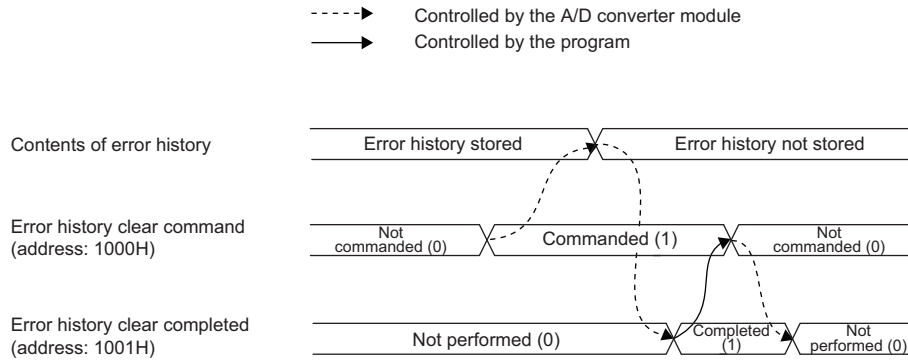 Controlled by the A/D converter module
Controlled by the program
Contents of error history
Error history stored
Error history not stored
Error history clear command
(address: 1000H)
Not
commanded (0)
Commanded (1)
Not
commanded (0)
Error history clear completed
(address: 1001H)
Not performed (0)
Completed
(1)
Not
performed (0)